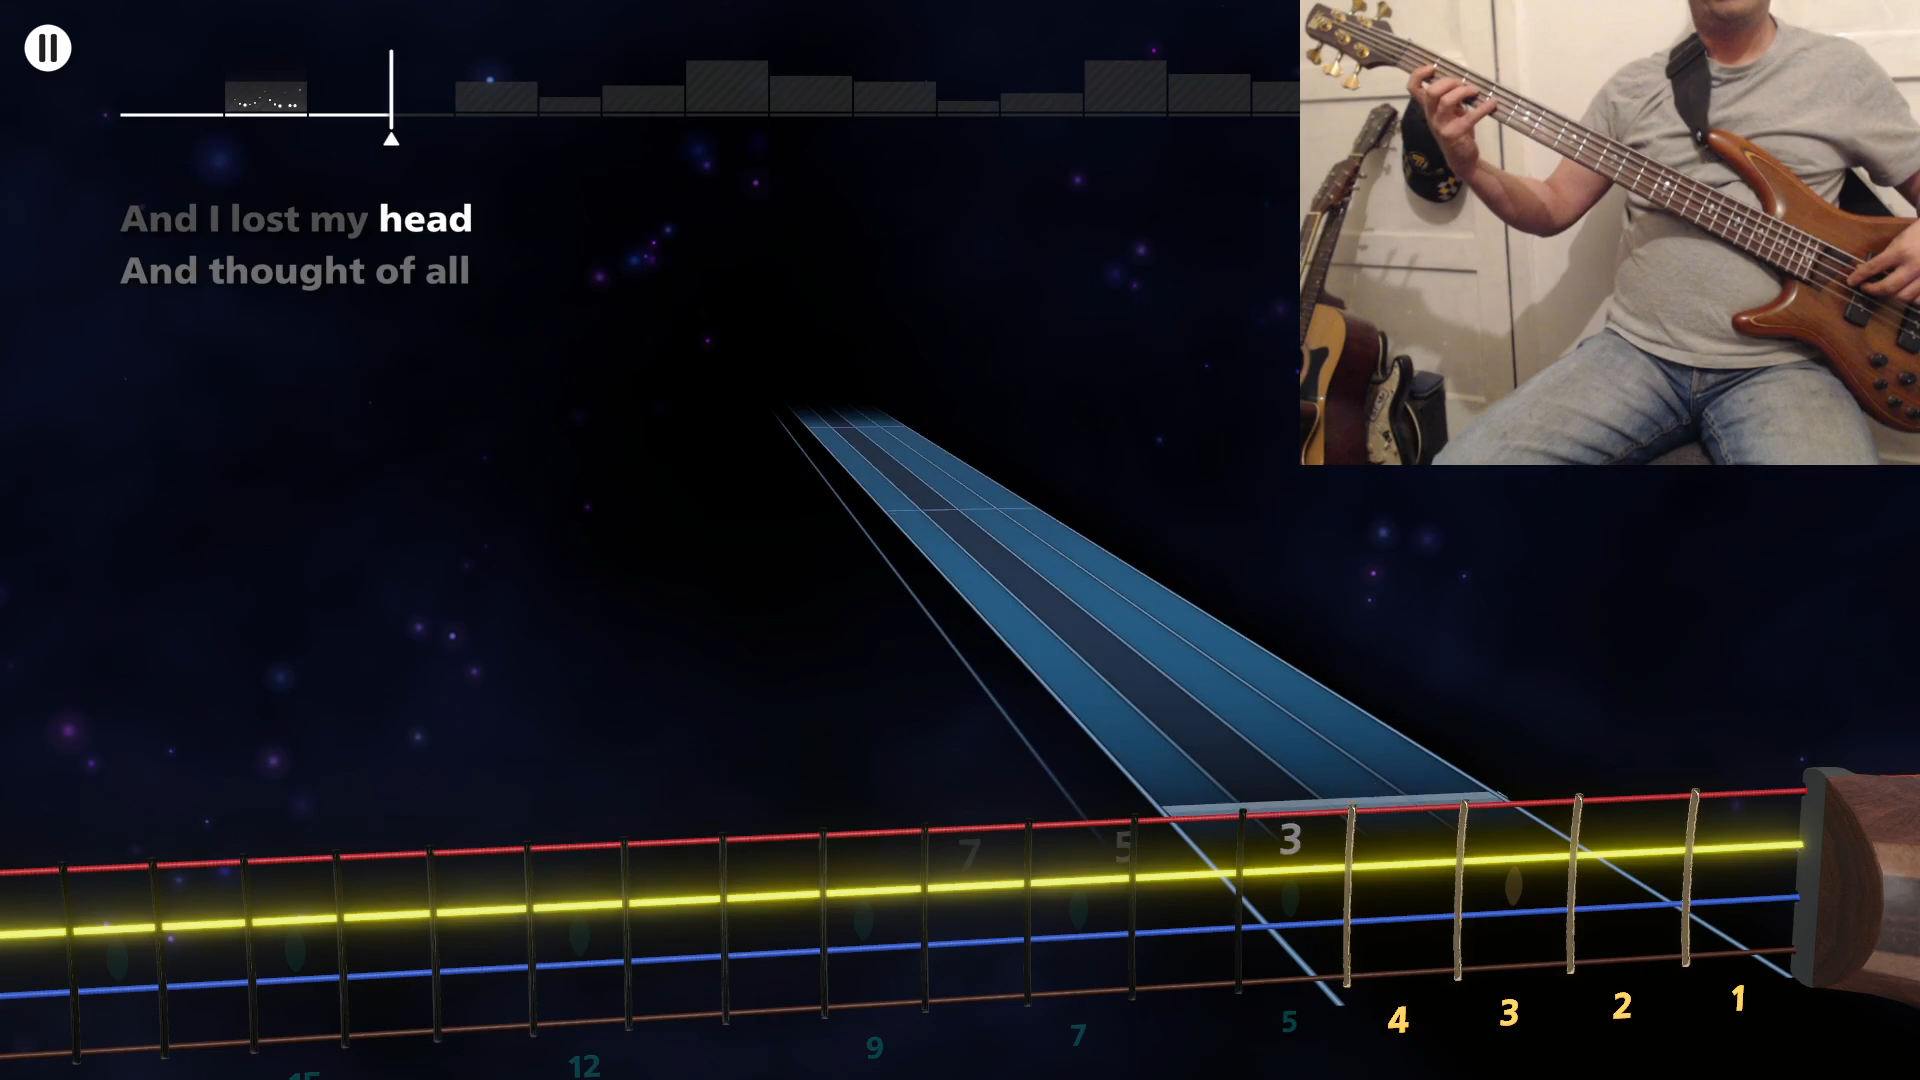 And I lost my head
And thought of all
7 5 3
15 12 9 7 5 4 3 2 1